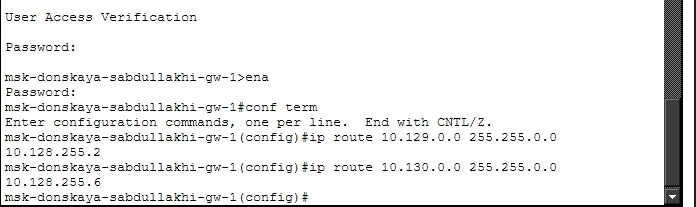 User Access Verification
Password:
msk-donskaya-sabdullakhi-gw-1>ena
Password:
msk-donskaya-sabdullakhi-gw-1#conf term
Enter configuration commands, one per line.  End with CNTL/Z.
msk-donskaya-sabdullakhi-gw-1(config)#ip route 10.129.0.0 255.255.0.0
10.128.255.2
msk-donskaya-sabdullakhi-gw-1(config)#ip route 10.130.0.0 255.255.0.0
10.128.255.6
msk-donskaya-sabdullakhi-gw-1(config)#